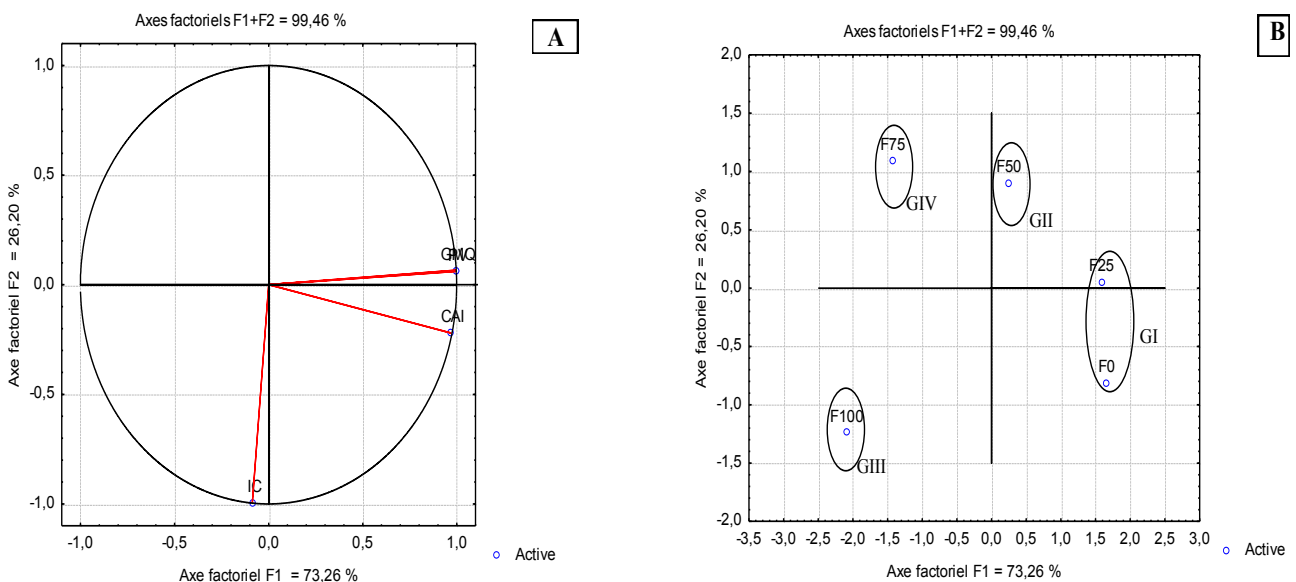 Axes factoriels F1+F2 = 99,46 %
A
Axe factoriel F2 = 26,20 %
1,0
0,5
0,0
-0,5
-1,0
CAI
IC
-1,0 -0,5 0,0 0,5 1,0
Axe factoriel F1 = 73,26 %
Active
Axes factoriels F1+F2 = 99,46 %
B
Axe factoriel F2 = 26,20 %
2,0
1,5
1,0
0,5
0,0
-0,5
-1,0
-1,5
-2,0
F75
GIV
F50
GII
F25
GI
F0
F100
GIII
-3,5 -3,0 -2,5 -2,0 -1,5 -1,0 -0,5 0,0 0,5 1,0 1,5 2,0 2,5 3,0
Axe factoriel F1 = 73,26 %
Active